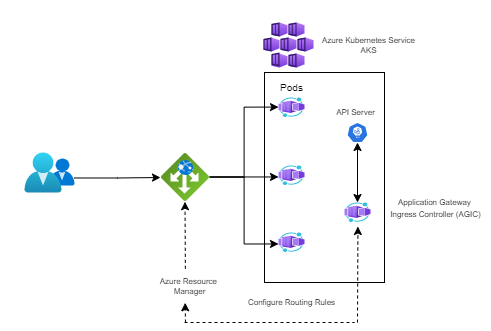 Azure Kubernetes Service
AKS
Pods
API Server
Application Gateway
Ingress Controller (AGIC)
Azure Resource
Manager
Configure Routing Rules